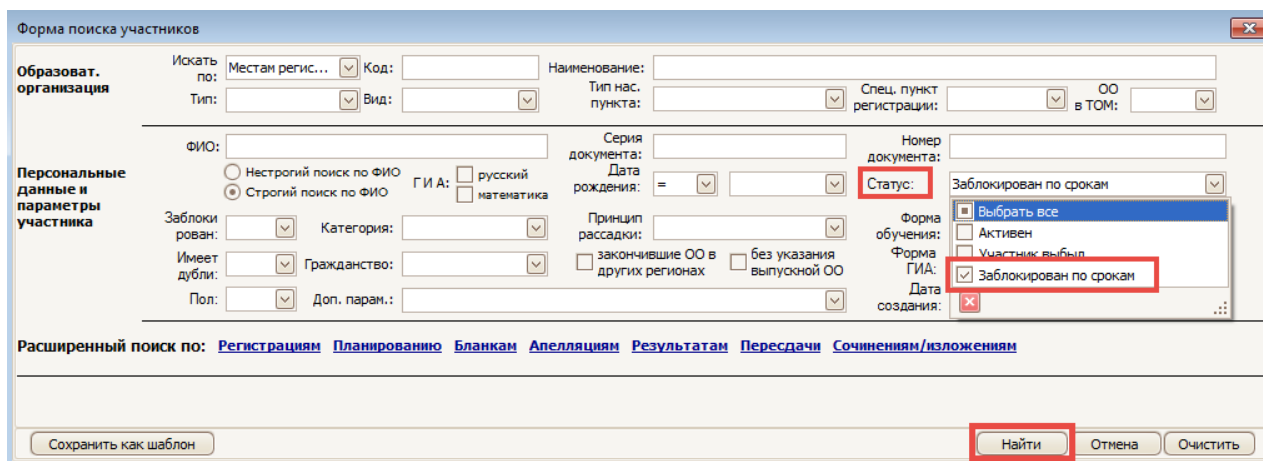 Форма поиска участников
Образоват. организация
Искать по: Местам регис... Код: Наименование:
Тип: Вид: Тип нас. пункта: Спец. пункт регистрации: ОО в ТОМ:
Персональные данные и параметры участника
ФИО: Серия документа: Номер документа:
Нестрогий поиск по ФИО
Строгий поиск по ФИО
Г И А: русский
математика
Дата рождения: = Статус: Заблокирован по срокам
Выбрать все
Активен
Участник выбыл
Заблокирован по срокам
Заблоки рован: Категория: Принцип рассадки: Форма обучения:
Имеет дубли: Гражданство: закончившие ОО в других регионах без указания выпускной ОО Форма ГИА:
Пол: Доп. парам.: Дата создания:
Расширенный поиск по: Регистрациям Планированию Бланкам Апелляциям Результатам Пересдачи Сочинениям/изложениям
Сохранить как шаблон Найти Отмена Очистить